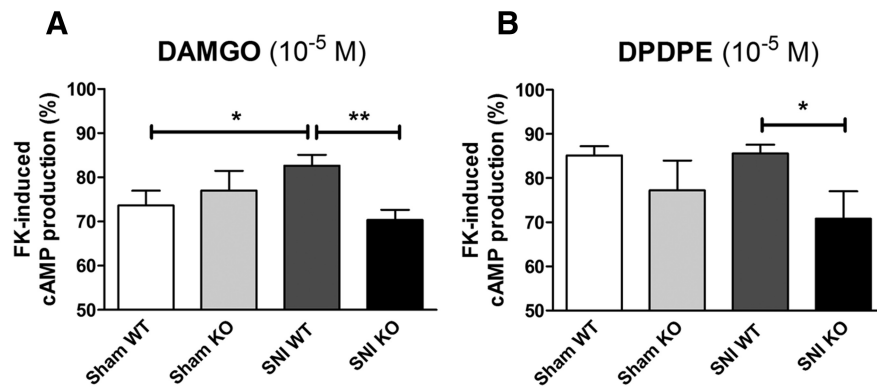 A
DAMGO (10⁻⁵ M)
FK-induced
cAMP production (%)
100
90
80
70
60
50
*
**
Sham WT
Sham KO
SNI WT
SNI KO
B
DPDPE (10⁻⁵ M)
FK-induced
cAMP production (%)
100
90
80
70
60
50
*
Sham WT
Sham KO
SNI WT
SNI KO